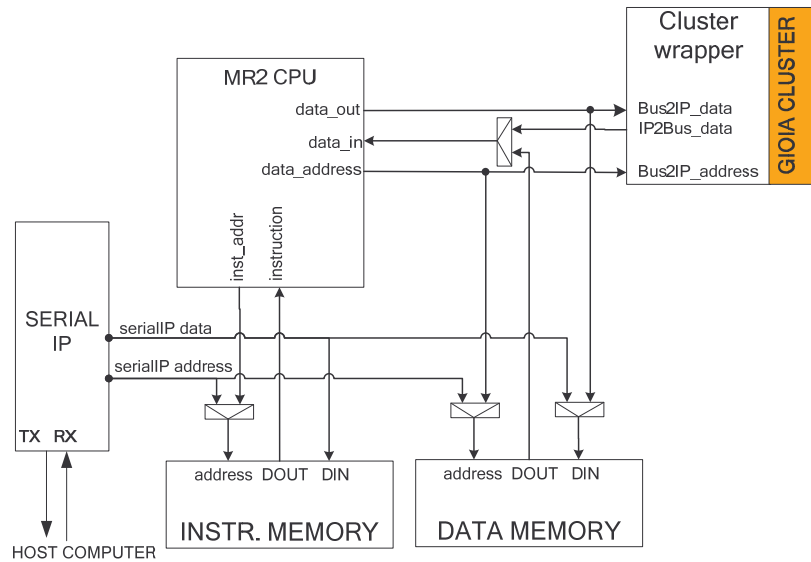 Cluster
wrapper
GIOIA CLUSTER
MR2 CPU
data_out
Bus2IP_data
IP2Bus_data
data_in
data_address
Bus2IP_address
inst_addr
instruction
SERIAL
IP
serialIP data
serialIP address
TX RX
address DOUT DIN
INSTR. MEMORY
address DOUT DIN
DATA MEMORY
HOST COMPUTER